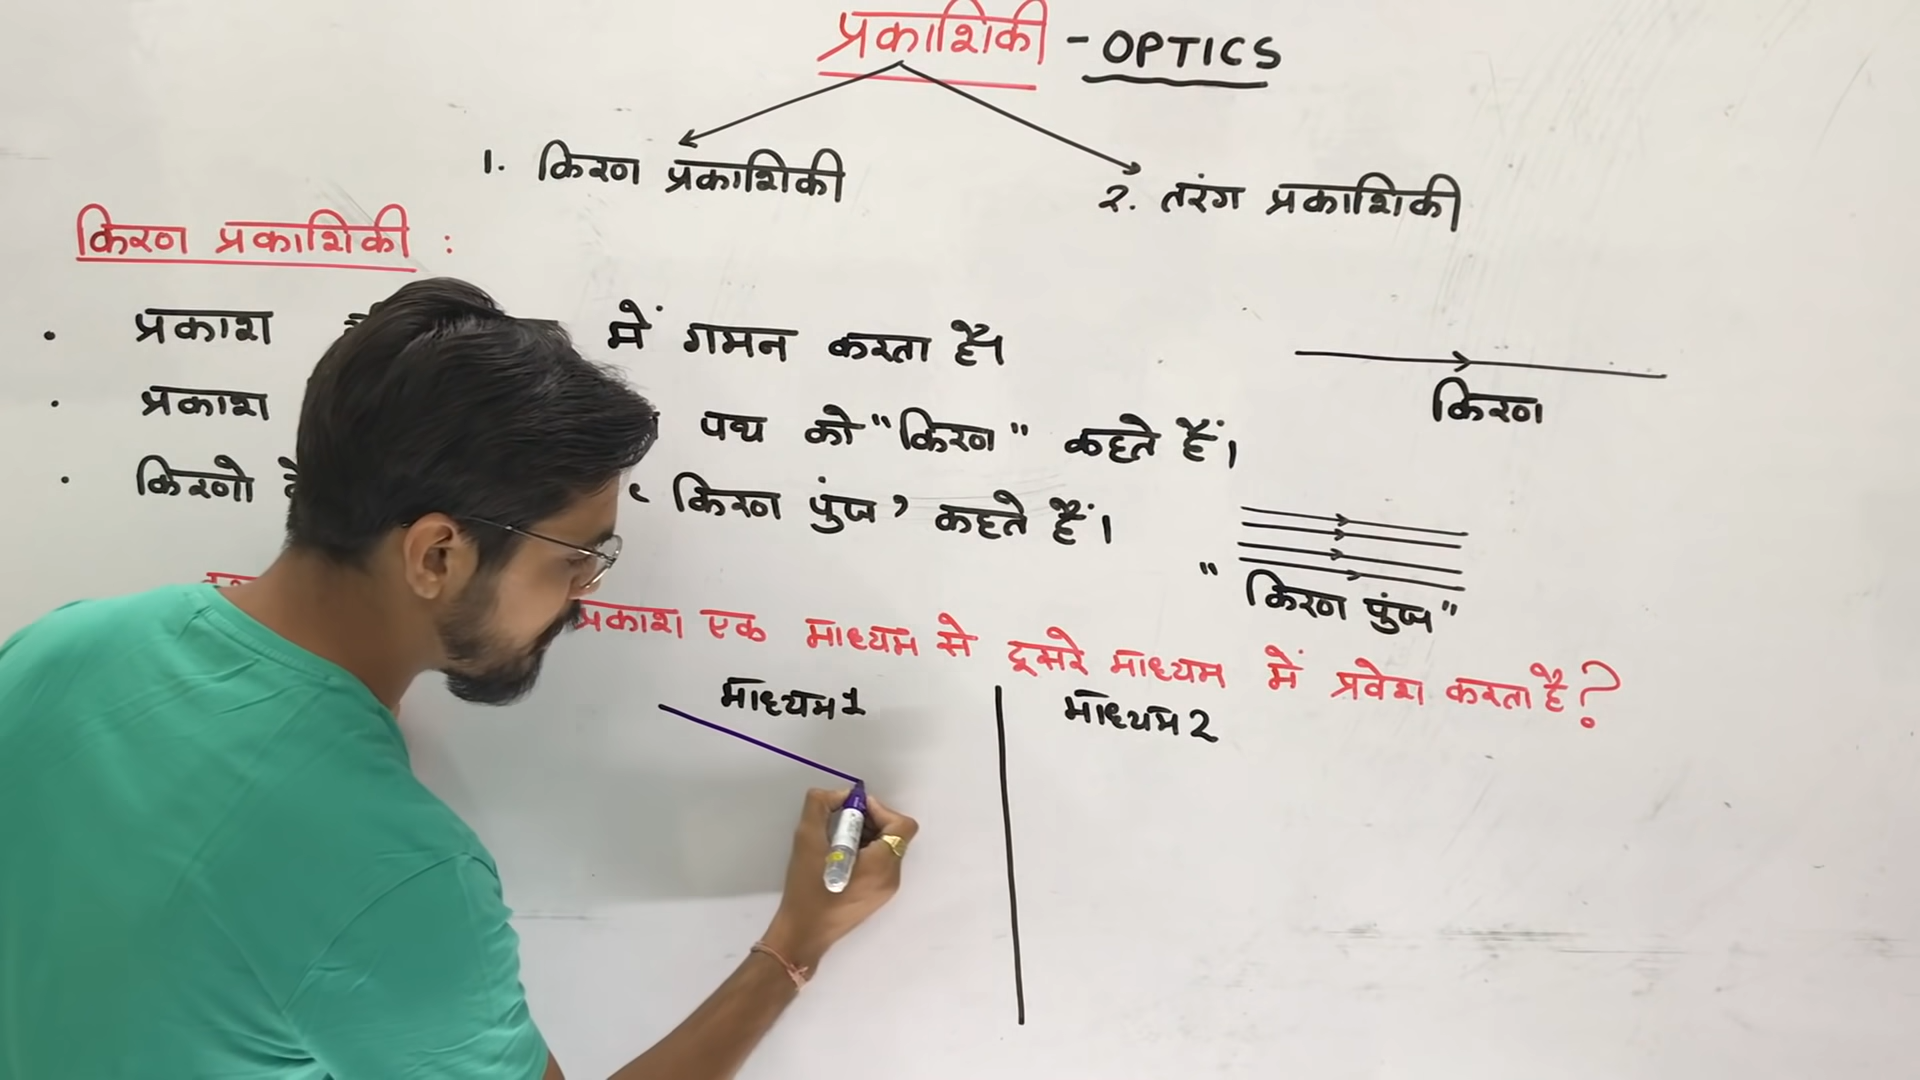 प्रकाशिकी - OPTICS
1. किरण प्रकाशिकी
2. तरंग प्रकाशिकी
किरण प्रकाशिकी :
• प्रकाश में गमन करता है।
किरण
• प्रकाश पथ को "किरण" कहते हैं।
• किरणो ‘किरण पुंज’ कहते हैं।
"किरण पुंज"
प्रकाश एक माध्यम से दूसरे माध्यम में प्रवेश करता है?
माध्यम 1
माध्यम 2